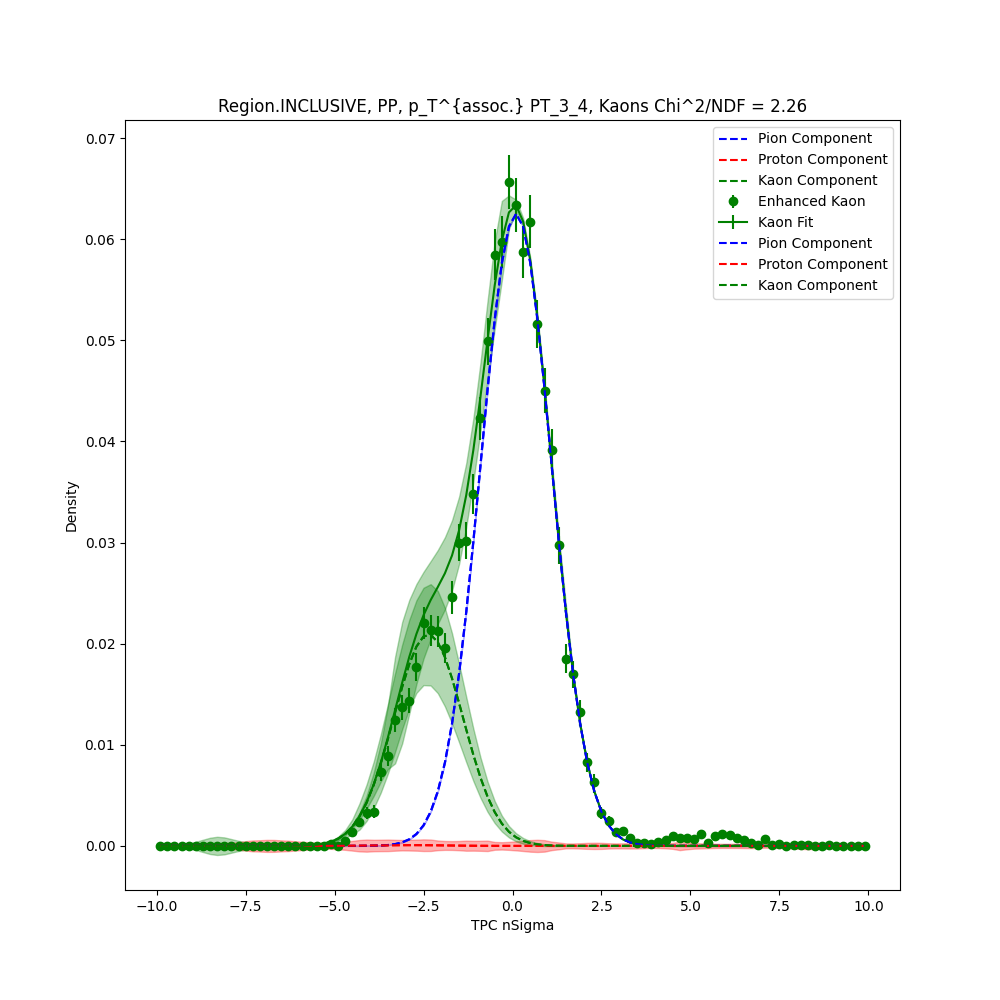 Region.INCLUSIVE, PP, p_T^{assoc.} PT_3_4, Kaons Chi^2/NDF = 2.26
Pion Component
Proton Component
Kaon Component
Enhanced Kaon
Kaon Fit
Pion Component
Proton Component
Kaon Component
0.07
0.06
0.05
0.04
0.03
0.02
0.01
0.00
Density
−10.0 −7.5 −5.0 −2.5 0.0 2.5 5.0 7.5 10.0
TPC nSigma